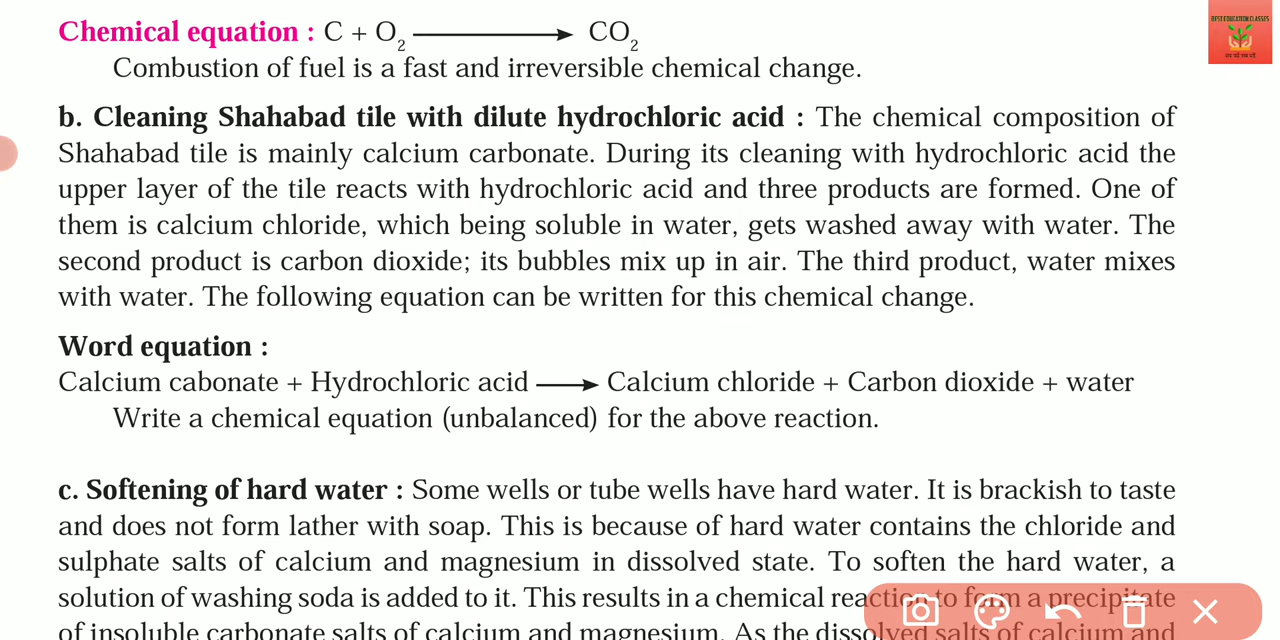 BEST EDUCATION CLASSES
Chemical equation : C + O₂ ⟶ CO₂
Combustion of fuel is a fast and irreversible chemical change.
b. Cleaning Shahabad tile with dilute hydrochloric acid : The chemical composition of
Shahabad tile is mainly calcium carbonate. During its cleaning with hydrochloric acid the
upper layer of the tile reacts with hydrochloric acid and three products are formed. One of
them is calcium chloride, which being soluble in water, gets washed away with water. The
second product is carbon dioxide; its bubbles mix up in air. The third product, water mixes
with water. The following equation can be written for this chemical change.
Word equation :
Calcium cabonate + Hydrochloric acid ⟶ Calcium chloride + Carbon dioxide + water
Write a chemical equation (unbalanced) for the above reaction.
c. Softening of hard water : Some wells or tube wells have hard water. It is brackish to taste
and does not form lather with soap. This is because of hard water contains the chloride and
sulphate salts of calcium and magnesium in dissolved state. To soften the hard water, a
solution of washing soda is added to it. This results in a chemical reaction to form a precipitate
of insoluble carbonate salts of calcium and magnesium. As the dissolved salts of calcium and